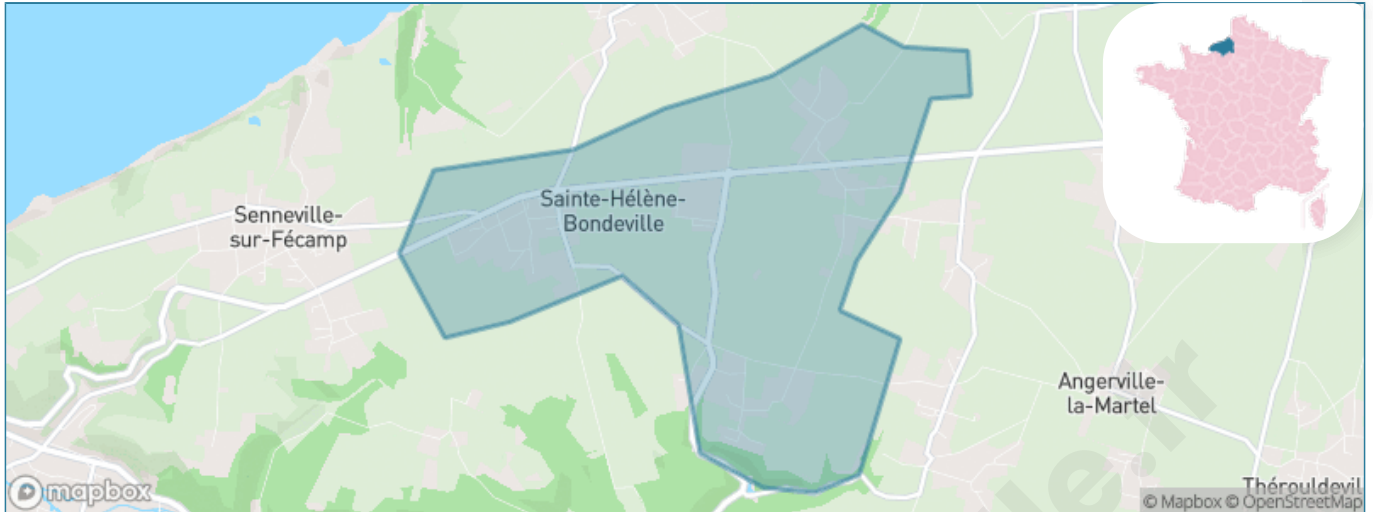 Senneville-
sur-Fécamp
Sainte-Hélène-
Bondeville
Angerville-
la-Martel
Thérouldevil
mapbox
© Mapbox © OpenStreetMap